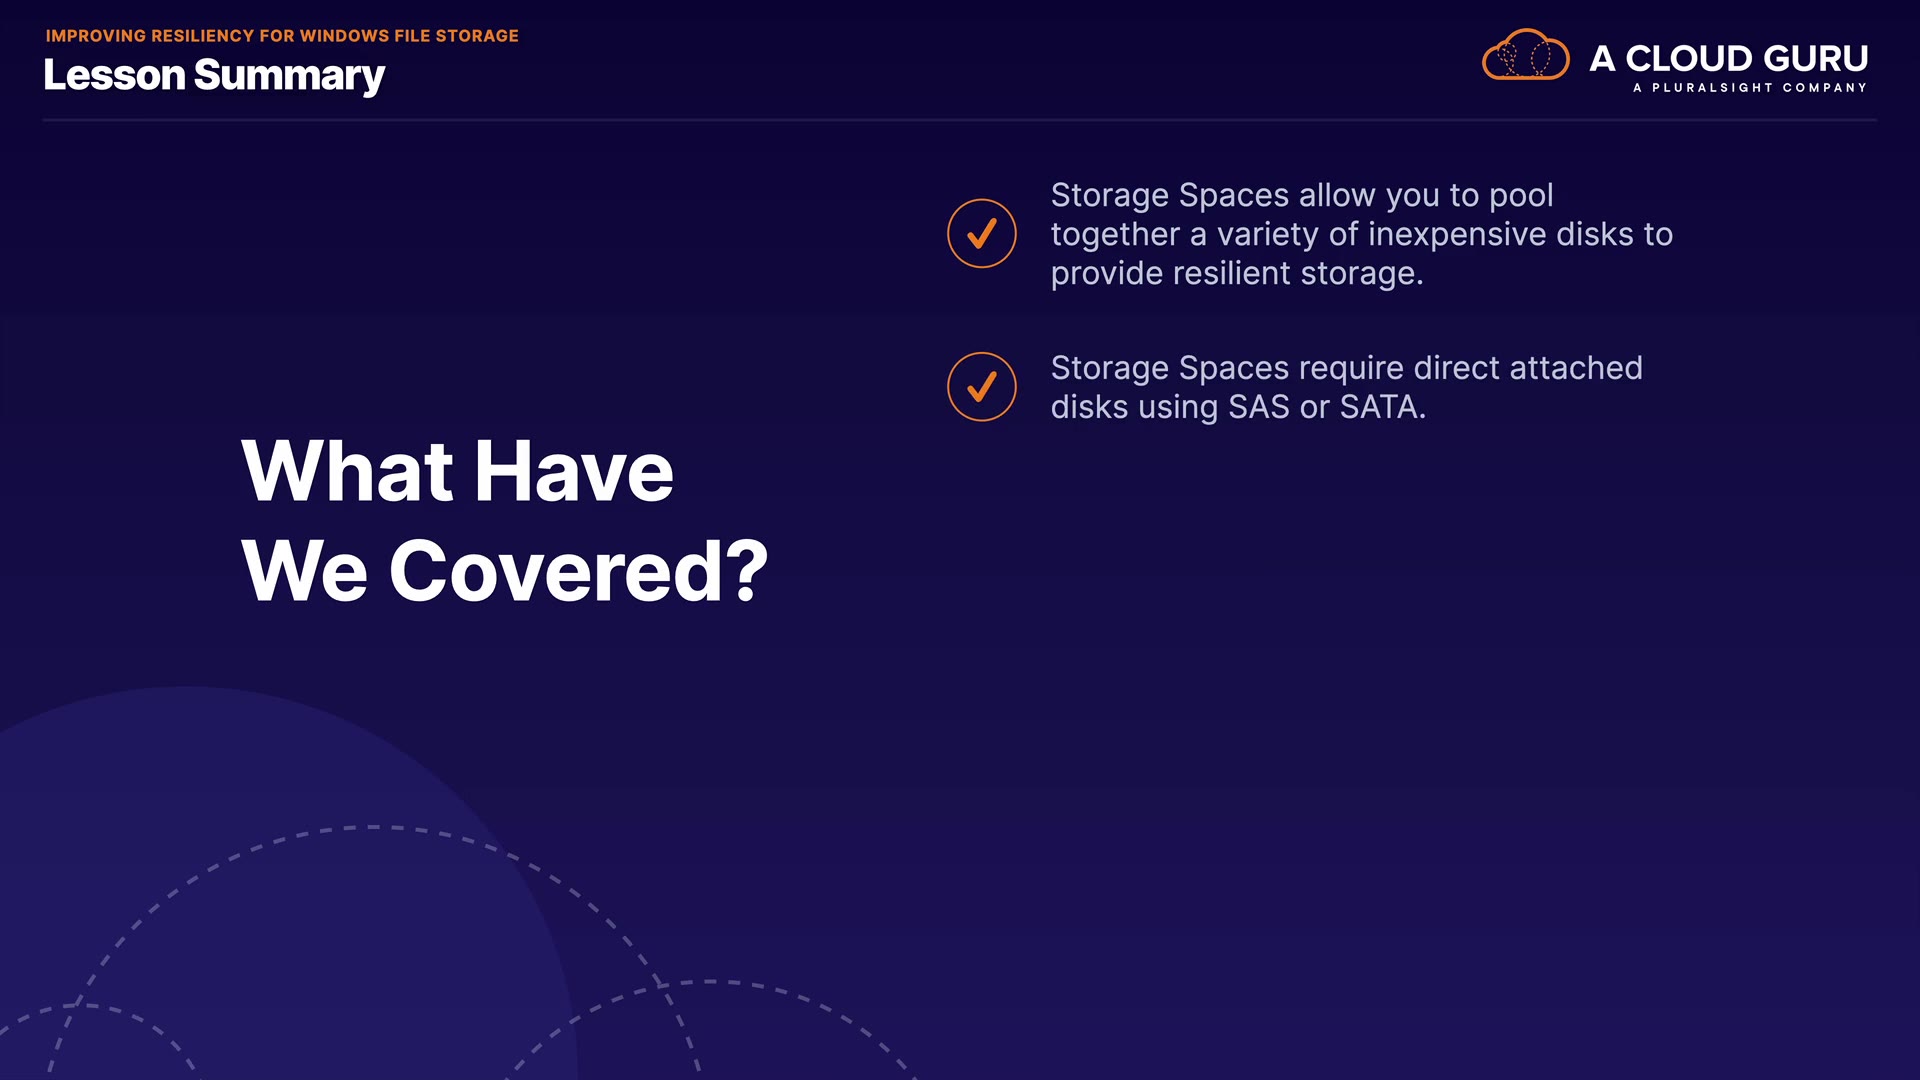 IMPROVING RESILIENCY FOR WINDOWS FILE STORAGE
Lesson Summary
A CLOUD GURU
A PLURALSIGHT COMPANY
What Have
We Covered?
Storage Spaces allow you to pool
together a variety of inexpensive disks to
provide resilient storage.
Storage Spaces require direct attached
disks using SAS or SATA.